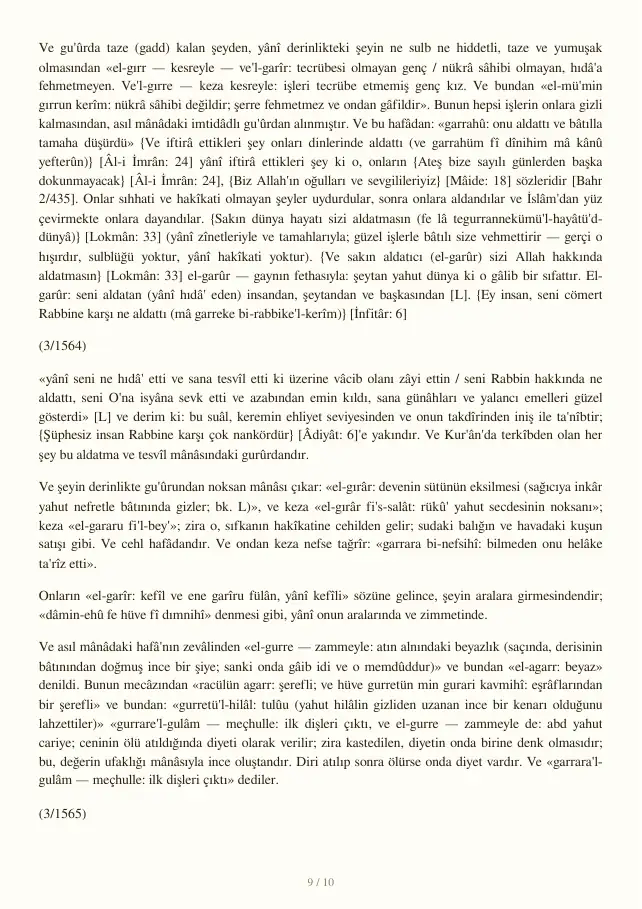 Ve gu'ûrda taze (gadd) kalan şeyden, yânî derinlikteki şeyin ne sulb ne hiddetli, taze ve yumuşak
olmasından «el-gırr — kesreyle — ve'l-garîr: tecrübesi olmayan genç / nükrâ sâhibi olmayan, hıdâ'a
fehmetmeyen. Ve'l-gırre — keza kesreyle: işleri tecrübe etmemiş genç kız. Ve bundan «el-mü'min
gırrun kerîm: nükrâ sâhibi değildir; şerre fehmetmez ve ondan gâfildir». Bunun hepsi işlerin onlara gizli
kalmasından, asıl mânâdaki imtidâdlı gu'ûrdan alınmıştır. Ve bu hafâdan: «garrahû: onu aldattı ve bâtılla
tamaha düşürdü» {Ve iftirâ ettikleri şey onları dinlerinde aldattı (ve garrahüm fî dînihim mâ kânû
yefterûn)} [Âl-i İmrân: 24] yânî iftirâ ettikleri şey ki o, onların {Ateş bize sayılı günlerden başka
dokunmayacak} [Âl-i İmrân: 24], {Biz Allah'ın oğulları ve sevgilileriyiz} [Mâide: 18] sözleridir [Bahr
2/435]. Onlar sıhhati ve hakîkati olmayan şeyler uydurdular, sonra onlara aldandılar ve İslâm'dan yüz
çevirmekte onlara dayandılar. {Sakın dünya hayatı sizi aldatmasın (fe lâ tegurrannekümü'l-hayâtü'd-
dünyâ)} [Lokmân: 33] (yânî zînetleriyle ve tamahlarıyla; güzel işlerle bâtılı size vehmettirir — gerçi o
hışırdır, sulblüğü yoktur, yânî hakîkati yoktur). {Ve sakın aldatıcı (el-garûr) sizi Allah hakkında
aldatmasın} [Lokmân: 33] el-garûr — gaynın fethasıyla: şeytan yahut dünya ki o gâlib bir sıfattır. El-
garûr: seni aldatan (yânî hıdâ' eden) insandan, şeytandan ve başkasından [L]. {Ey insan, seni cömert
Rabbine karşı ne aldattı (mâ garreke bi-rabbike'l-kerîm)} [İnfitâr: 6]
(3/1564)
«yânî seni ne hıdâ' etti ve sana tesvîl etti ki üzerine vâcib olanı zâyi ettin / seni Rabbin hakkında ne
aldattı, seni O'na isyâna sevk etti ve azabından emin kıldı, sana günâhları ve yalancı emelleri güzel
gösterdi» [L] ve derim ki: bu suâl, keremin ehliyet seviyesinden ve onun takdîrinden iniş ile ta'nîbtir;
{Şüphesiz insan Rabbine karşı çok nankördür} [Âdiyât: 6]'e yakındır. Ve Kur'ân'da terkîbden olan her
şey bu aldatma ve tesvîl mânâsındaki gurûrdandır.
Ve şeyin derinlikte gu'ûrundan noksan mânâsı çıkar: «el-gırâr: devenin sütünün eksilmesi (sağıcıya inkâr
yahut nefretle bâtınında gizler; bk. L)», ve keza «el-gırâr fi's-salât: rükû' yahut secdesinin noksanı»;
keza «el-gararu fi'l-bey'»; zira o, sıfkanın hakîkatine cehilden gelir; sudaki balığın ve havadaki kuşun
satışı gibi. Ve cehl hafâdandır. Ve ondan keza nefse tağrîr: «garrara bi-nefsihî: bilmeden onu helâke
ta'rîz etti».
Onların «el-garîr: kefîl ve ene garîru fülân, yânî kefîli» sözüne gelince, şeyin aralara girmesindendir;
«dâmin-ehû fe hüve fî dımnihî» denmesi gibi, yânî onun aralarında ve zimmetinde.
Ve asıl mânâdaki hafâ'nın zevâlinden «el-gurre — zammeyle: atın alnındaki beyazlık (saçında, derisinin
bâtınından doğmuş ince bir şiye; sanki onda gâib idi ve o memdûddur)» ve bundan «el-agarr: beyaz»
denildi. Bunun mecâzından «racülün agarr: şerefli; ve hüve gurretün min gurari kavmihî: eşrâflarından
bir şerefli» ve bundan: «gurretü'l-hilâl: tulûu (yahut hilâlin gizliden uzanan ince bir kenarı olduğunu
lahzettiler)» «gurrare'l-gulâm — meçhulle: ilk dişleri çıktı, ve el-gurre — zammeyle de: abd yahut
cariye; ceninin ölü atıldığında diyeti olarak verilir; zira kastedilen, diyetin onda birine denk olmasıdır;
bu, değerin ufaklığı mânâsıyla ince oluştandır. Diri atılıp sonra ölürse onda diyet vardır. Ve «garrara'l-
gulâm — meçhulle: ilk dişleri çıktı» dediler.
(3/1565)
9 / 10